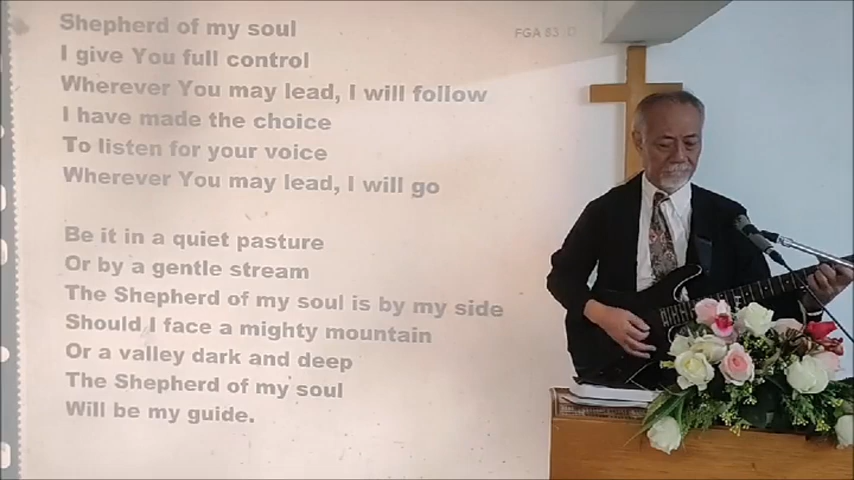 FGA 83 D
Shepherd of my soul
I give You full control
Wherever You may lead, I will follow
I have made the choice
To listen for your voice
Wherever You may lead, I will go
Be it in a quiet pasture
Or by a gentle stream
The Shepherd of my soul is by my side
Should I face a mighty mountain
Or a valley dark and deep
The Shepherd of my soul
Will be my guide.